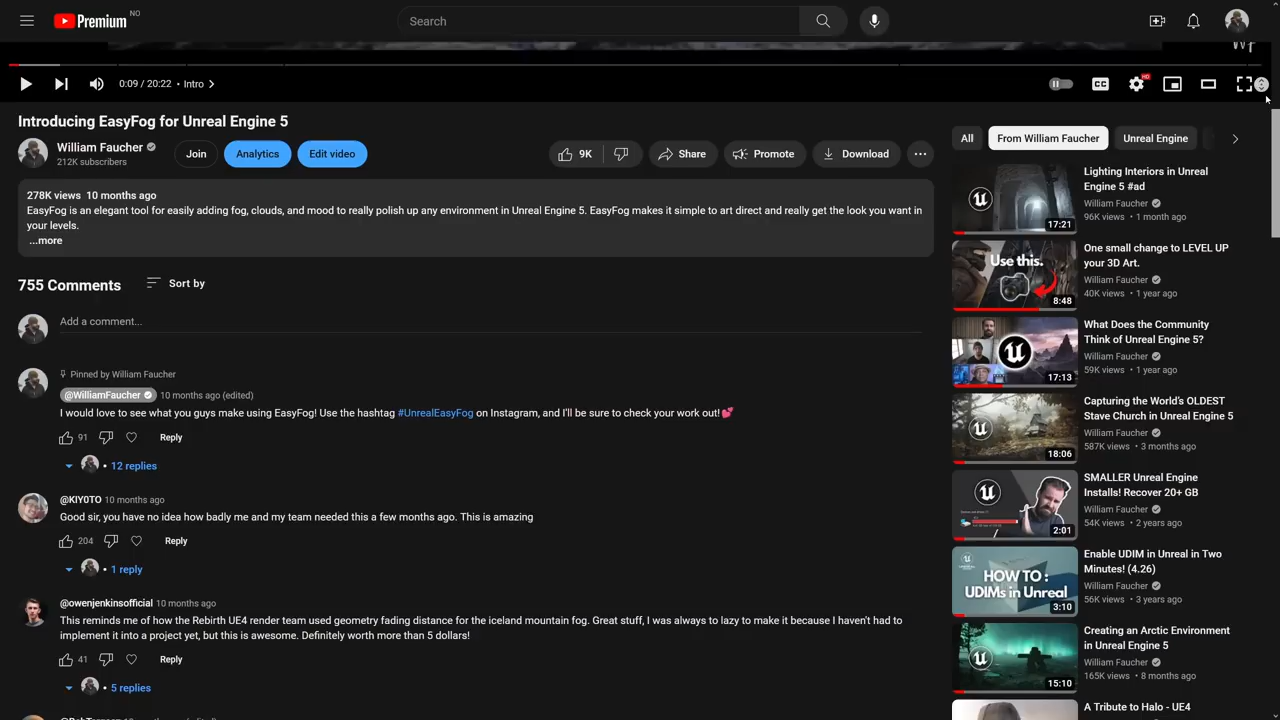 Premium NO
Search
0:09 / 20:22 • Intro
CC
HD
Introducing EasyFog for Unreal Engine 5
William Faucher
212K subscribers
Join
Analytics
Edit video
9K
Share
Promote
Download
278K views 10 months ago
EasyFog is an elegant tool for easily adding fog, clouds, and mood to really polish up any environment in Unreal Engine 5. EasyFog makes it simple to art direct and really get the look you want in
your levels.
...more
755 Comments
Sort by
Add a comment...
Pinned by William Faucher
@WilliamFaucher 10 months ago (edited)
I would love to see what you guys make using EasyFog! Use the hashtag #UnrealEasyFog on Instagram, and I'll be sure to check your work out!💕
91 Reply
• 12 replies
@KIY0TO 10 months ago
Good sir, you have no idea how badly me and my team needed this a few months ago. This is amazing
204 Reply
• 1 reply
@owenjenkinsofficial 10 months ago
This reminds me of how the Rebirth UE4 render team used geometry fading distance for the iceland mountain fog. Great stuff, I was always to lazy to make it because I haven't had to
implement it into a project yet, but this is awesome. Definitely worth more than 5 dollars!
41 Reply
• 5 replies
All
From William Faucher
Unreal Engine
17:21
Lighting Interiors in Unreal
Engine 5 #ad
William Faucher
96K views • 1 month ago
Use this.
8:48
One small change to LEVEL UP
your 3D Art.
William Faucher
40K views • 1 year ago
17:13
What Does the Community
Think of Unreal Engine 5?
William Faucher
59K views • 1 year ago
18:06
Capturing the World's OLDEST
Stave Church in Unreal Engine 5
William Faucher
587K views • 3 months ago
2:01
SMALLER Unreal Engine
Installs! Recover 20+ GB
William Faucher
54K views • 2 years ago
HOW TO :
UDIMs in Unreal
3:10
Enable UDIM in Unreal in Two
Minutes! (4.26)
William Faucher
56K views • 3 years ago
15:10
Creating an Arctic Environment
in Unreal Engine 5
William Faucher
165K views • 8 months ago
A Tribute to Halo - UE4